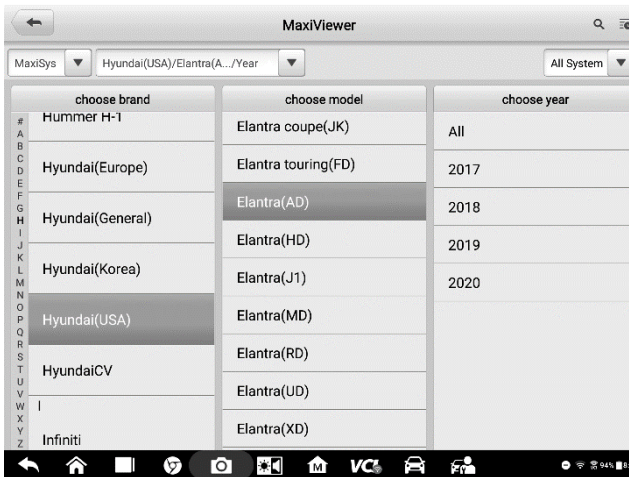 MaxiViewer
MaxiSys
Hyundai(USA)/Elantra(A.../Year
All System
choose brand
choose model
choose year
#
A
B
C
D
E
F
G
H
I
J
K
L
M
N
O
P
Q
R
S
T
U
V
W
X
Y
Z
Hummer H-1
Hyundai(Europe)
Hyundai(General)
Hyundai(Korea)
Hyundai(USA)
HyundaiCV
I
Infiniti
Elantra coupe(JK)
Elantra touring(FD)
Elantra(AD)
Elantra(HD)
Elantra(J1)
Elantra(MD)
Elantra(RD)
Elantra(UD)
Elantra(XD)
All
2017
2018
2019
2020
M
VCI
94%